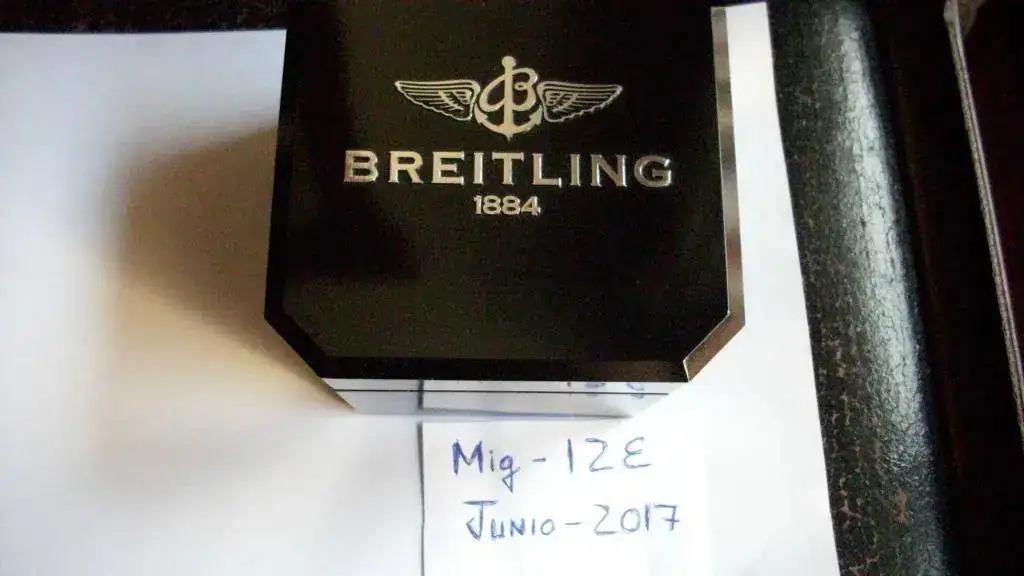 BREITLING
1884
Mig - 12E
Junio - 2017